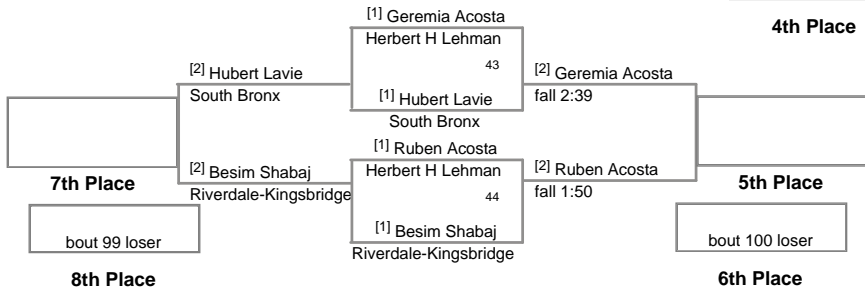 [1] Geremia Acosta
4th Place
Herbert H Lehman
[2] Hubert Lavie
43
[2] Geremia Acosta
South Bronx
[1] Hubert Lavie
fall 2:39
South Bronx
[1] Ruben Acosta
[2] Besim Shabaj
Herbert H Lehman
[2] Ruben Acosta
7th Place
5th Place
Riverdale-Kingsbridge
44
fall 1:50
[1] Besim Shabaj
bout 99 loser
Riverdale-Kingsbridge
bout 100 loser
8th Place
6th Place